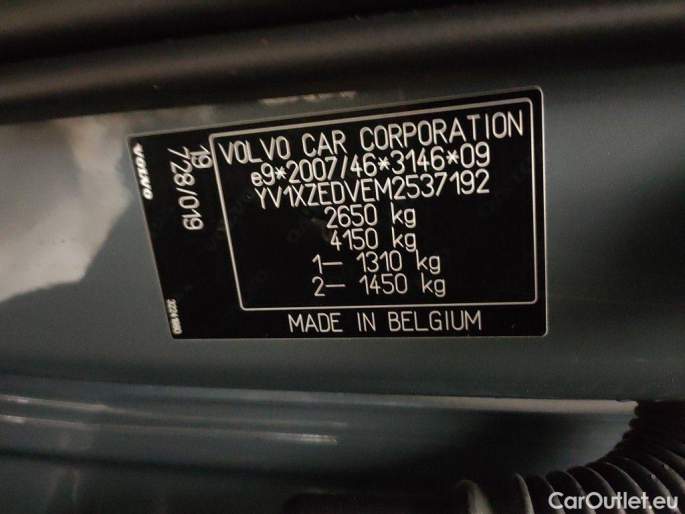 VOLVO
19
728/019
VOLVO CAR CORPORATION
e9*2007/46*3146*09
YV1XZEDVEM2537192
2650 kg
4150 kg
1– 1310 kg
2– 1450 kg
MADE IN BELGIUM
CarOutlet.eu